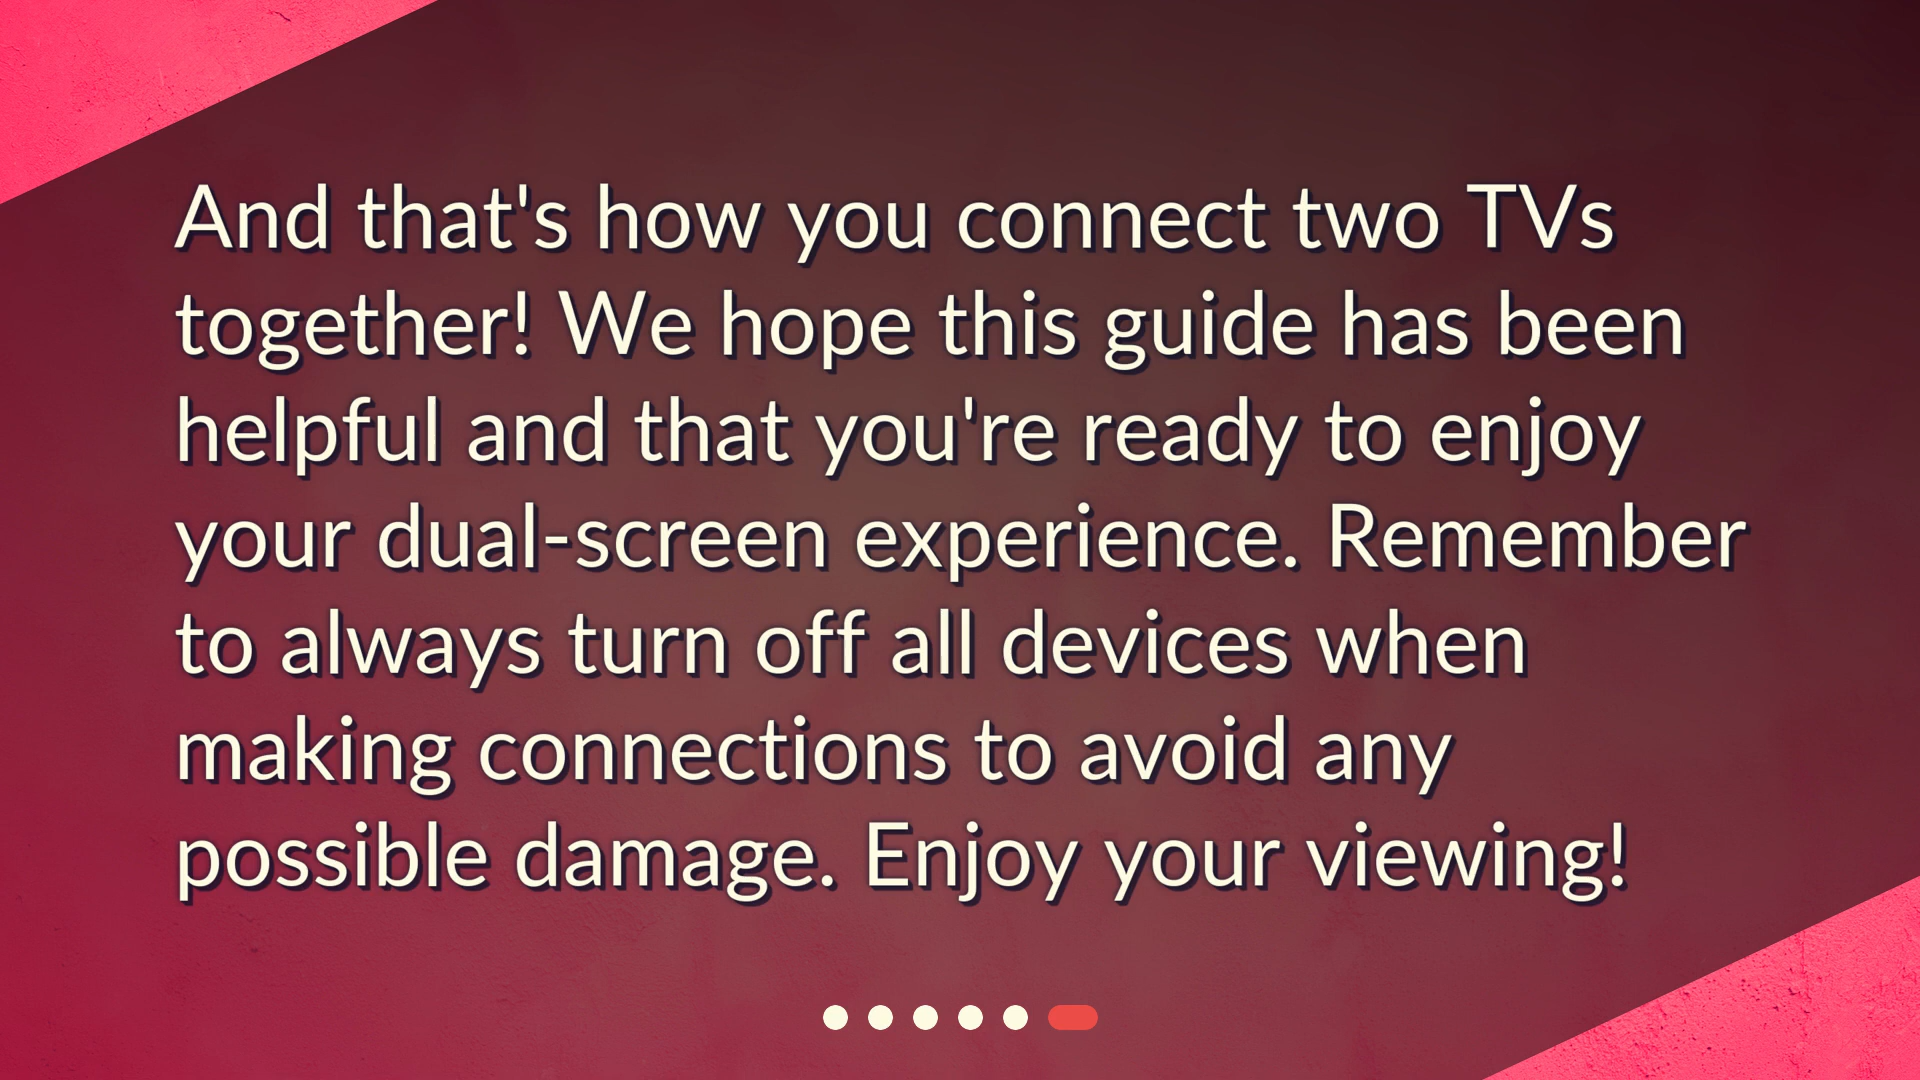 And that's how you connect two TVs
together! We hope this guide has been
helpful and that you're ready to enjoy
your dual-screen experience. Remember
to always turn off all devices when
making connections to avoid any
possible damage. Enjoy your viewing!